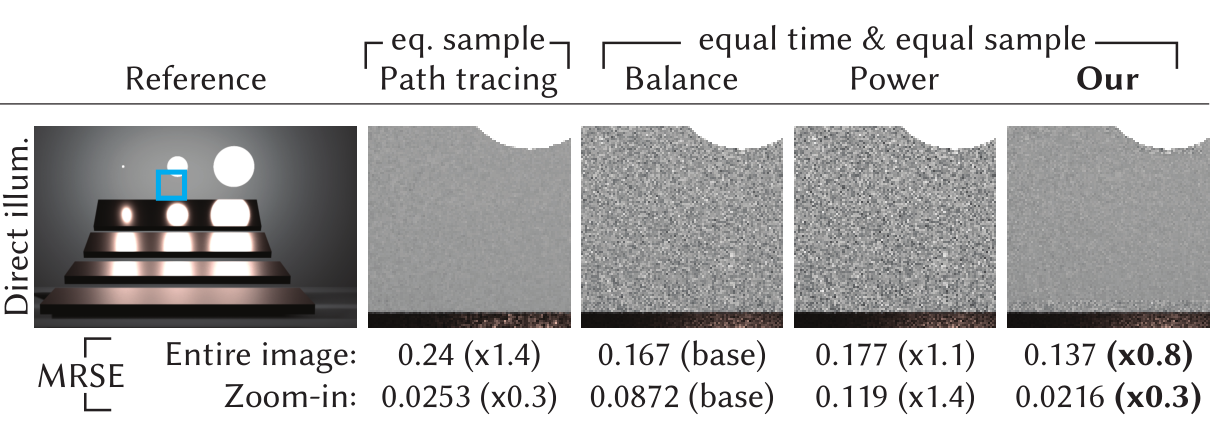 eq. sample
equal time & equal sample
Reference
Path tracing
Balance
Power
Our
Direct illum.
MRSE
Entire image: 0.24 (x1.4) 0.167 (base) 0.177 (x1.1) 0.137 (x0.8)
Zoom-in: 0.0253 (x0.3) 0.0872 (base) 0.119 (x1.4) 0.0216 (x0.3)